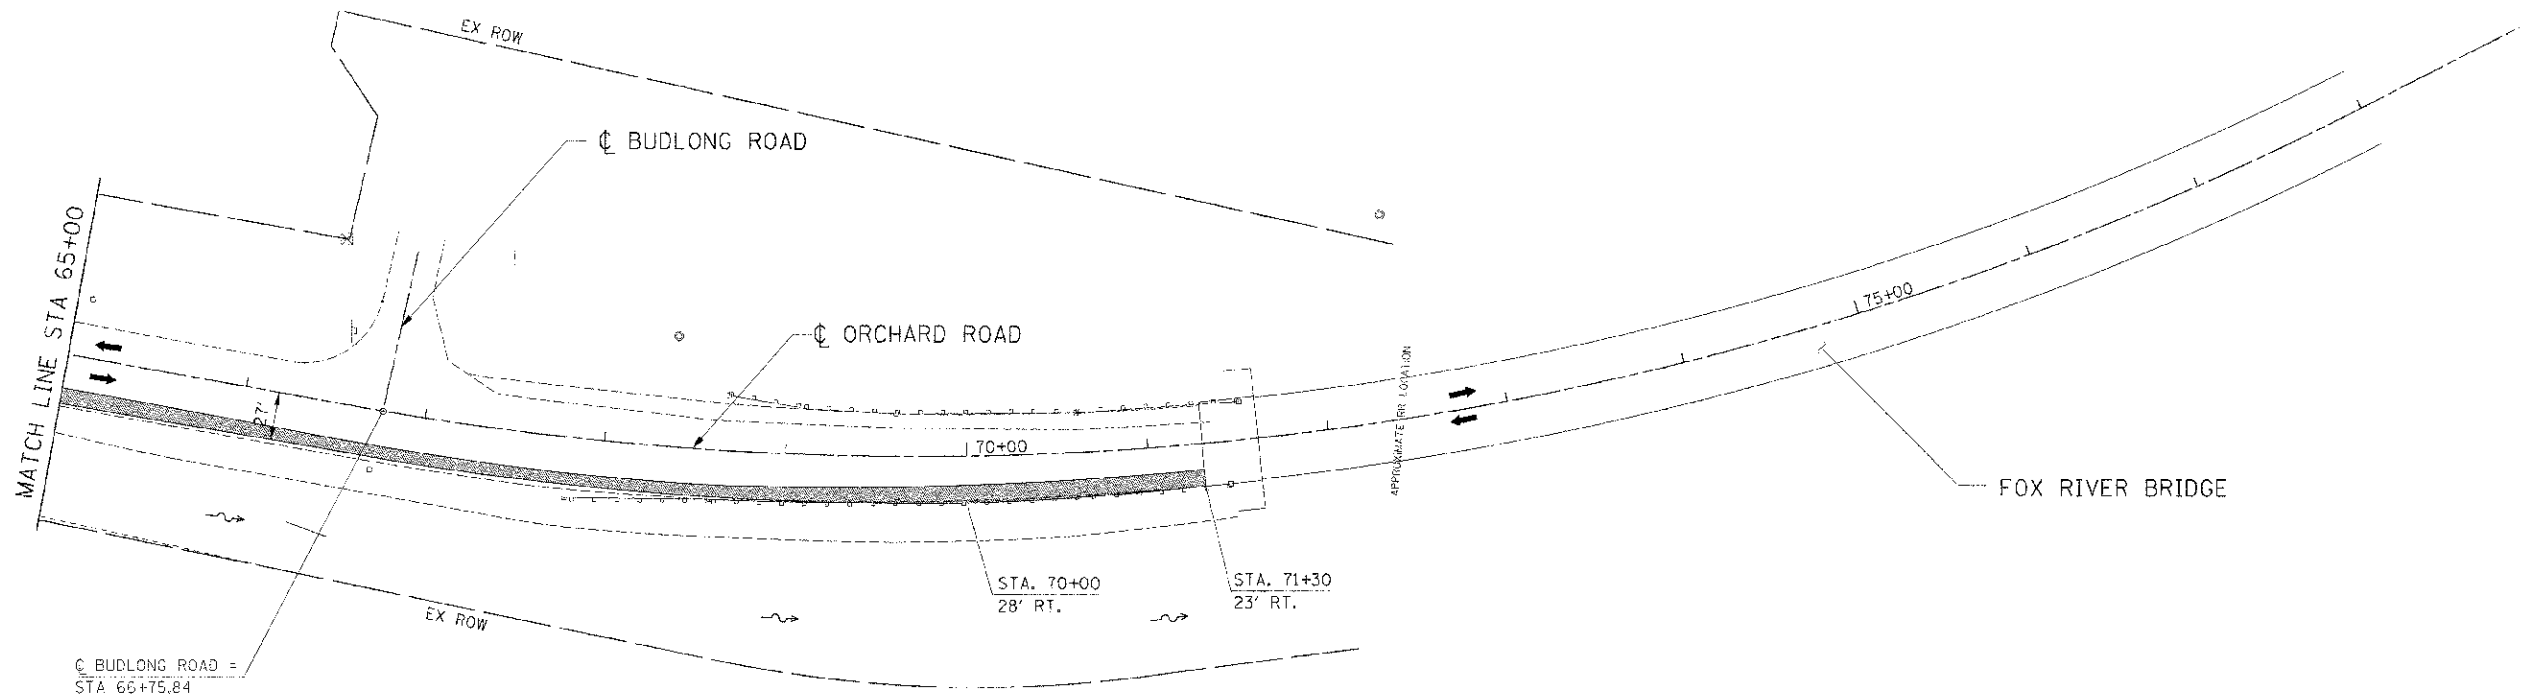 EX ROW
℄ BUDLONG ROAD
MATCH LINE STA 65+00
℄ ORCHARD ROAD
75+00
27'
70+00
APPROXIMATE RR LOCATION
FOX RIVER BRIDGE
STA. 70+00
28' RT.
STA. 71+30
23' RT.
EX ROW
℄ BUDLONG ROAD =
STA 66+75.84